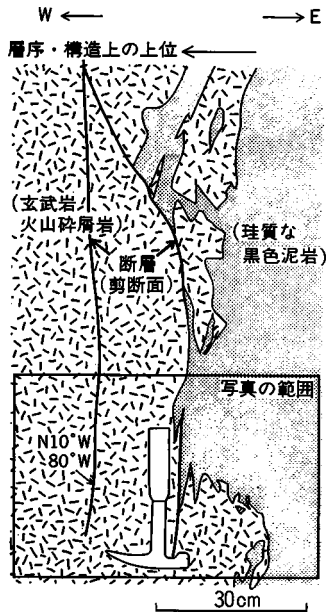 W ←　→ E
層序・構造上の上位
(玄武岩
火山砕屑岩)
断層
(剪断面)
(珪質な
黒色泥岩)
写真の範囲
N10°W
80°W
30cm